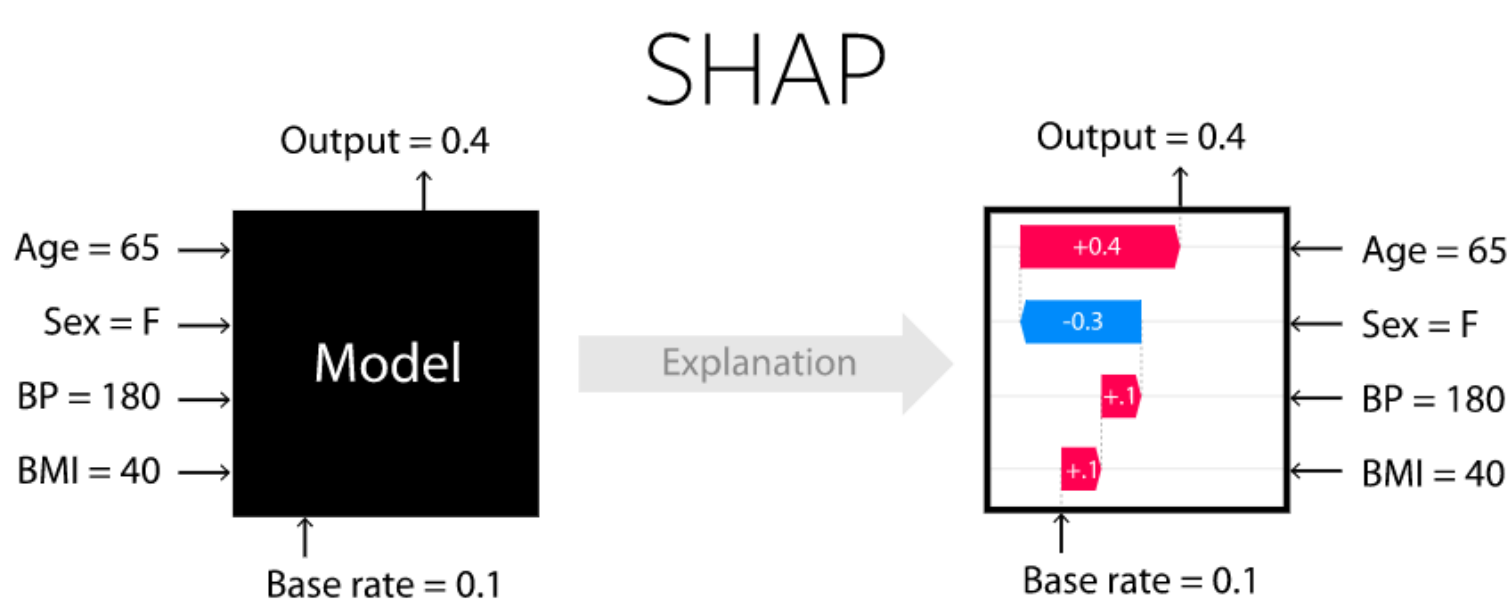 SHAP
Output = 0.4
Age = 65
Sex = F
BP = 180
BMI = 40
Model
Base rate = 0.1
Explanation
Output = 0.4
+0.4
-0.3
+.1
+.1
Age = 65
Sex = F
BP = 180
BMI = 40
Base rate = 0.1